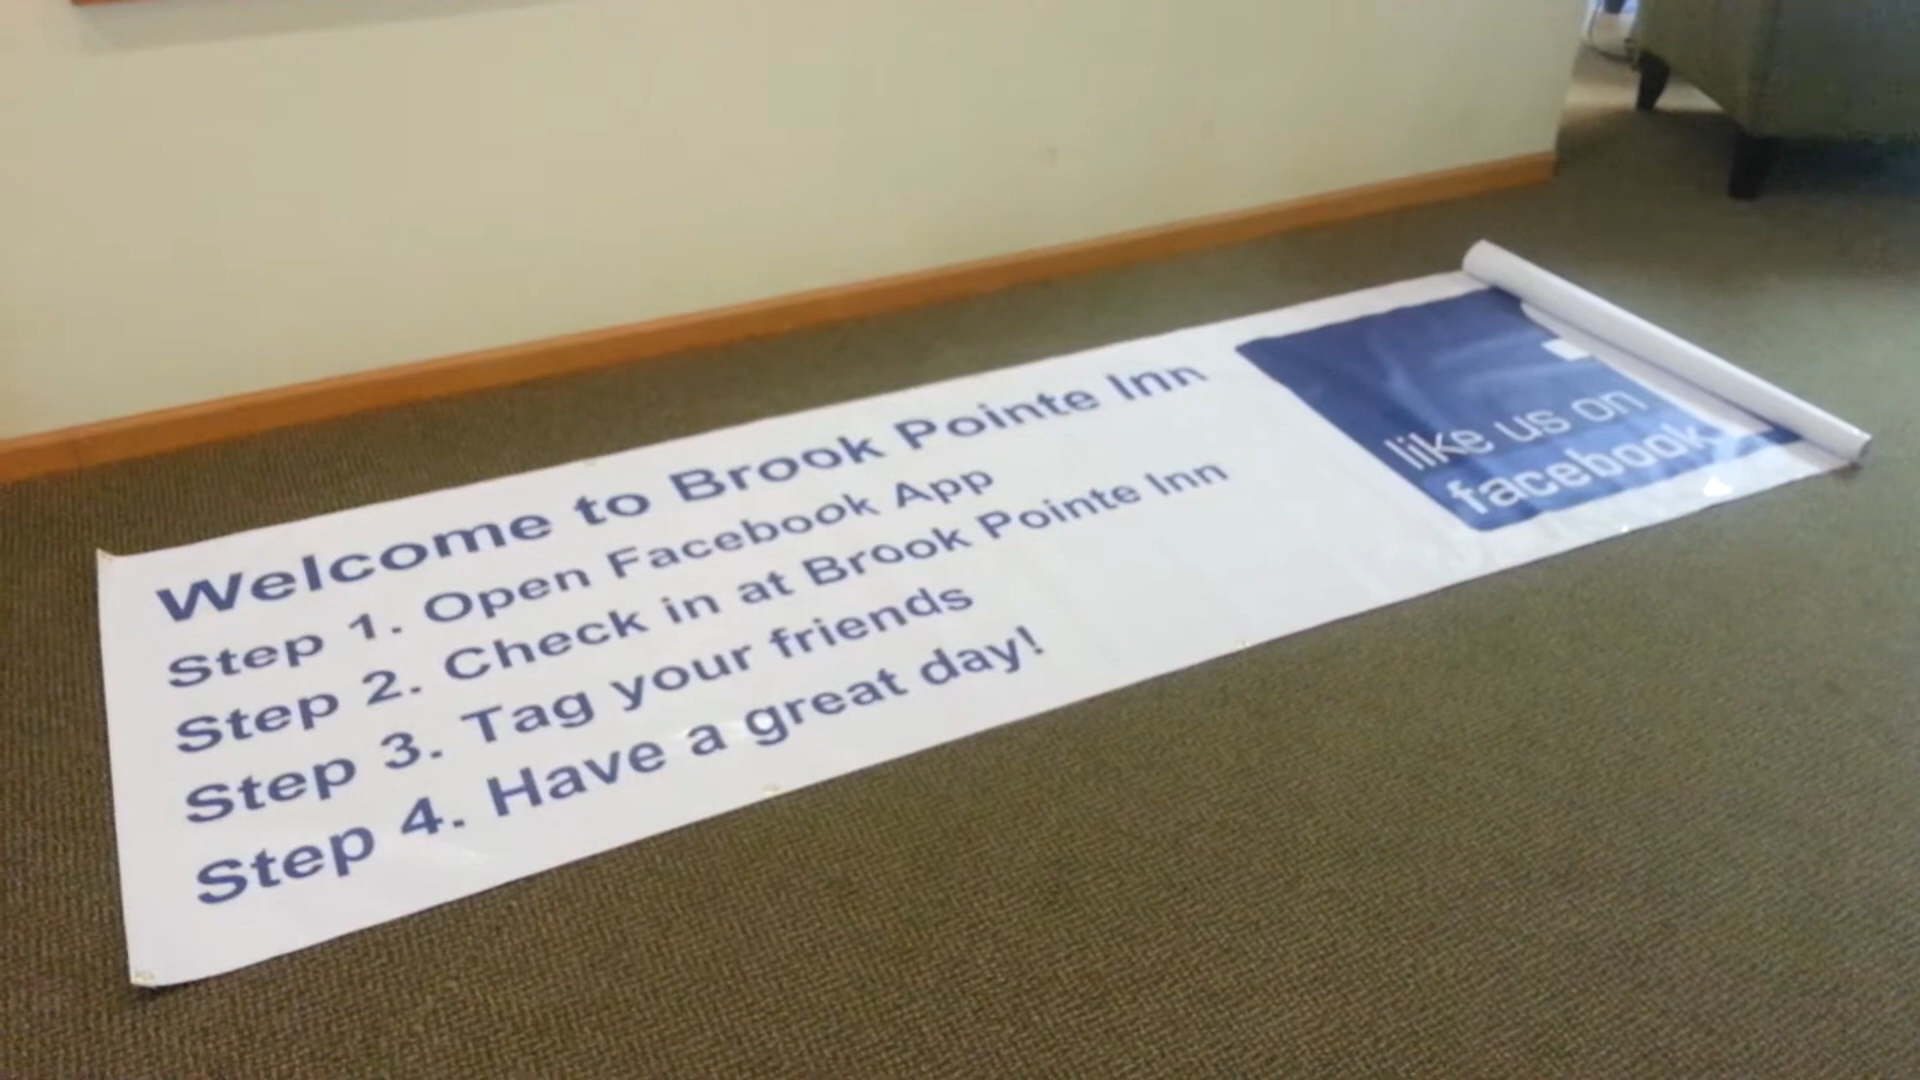 Welcome to Brook Pointe Inn
Step 1. Open Facebook App
Step 2. Check in at Brook Pointe Inn
Step 3. Tag your friends
Step 4. Have a great day!
like us on
facebook